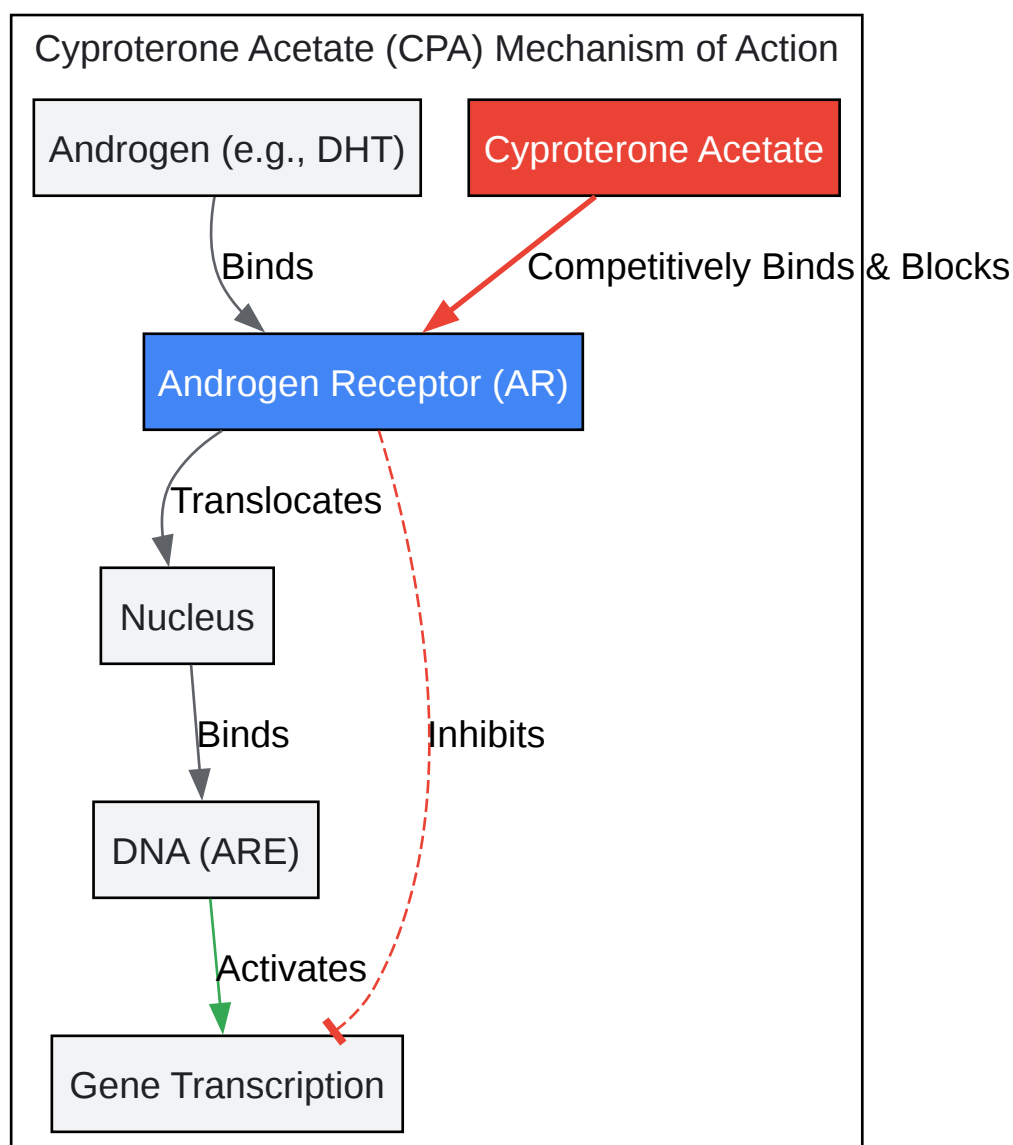 Cyproterone Acetate (CPA) Mechanism of Action
Androgen (e.g., DHT)
Cyproterone Acetate
Binds
Competitively Binds & Blocks
Androgen Receptor (AR)
Translocates
Nucleus
Binds
Inhibits
DNA (ARE)
Activates
Gene Transcription